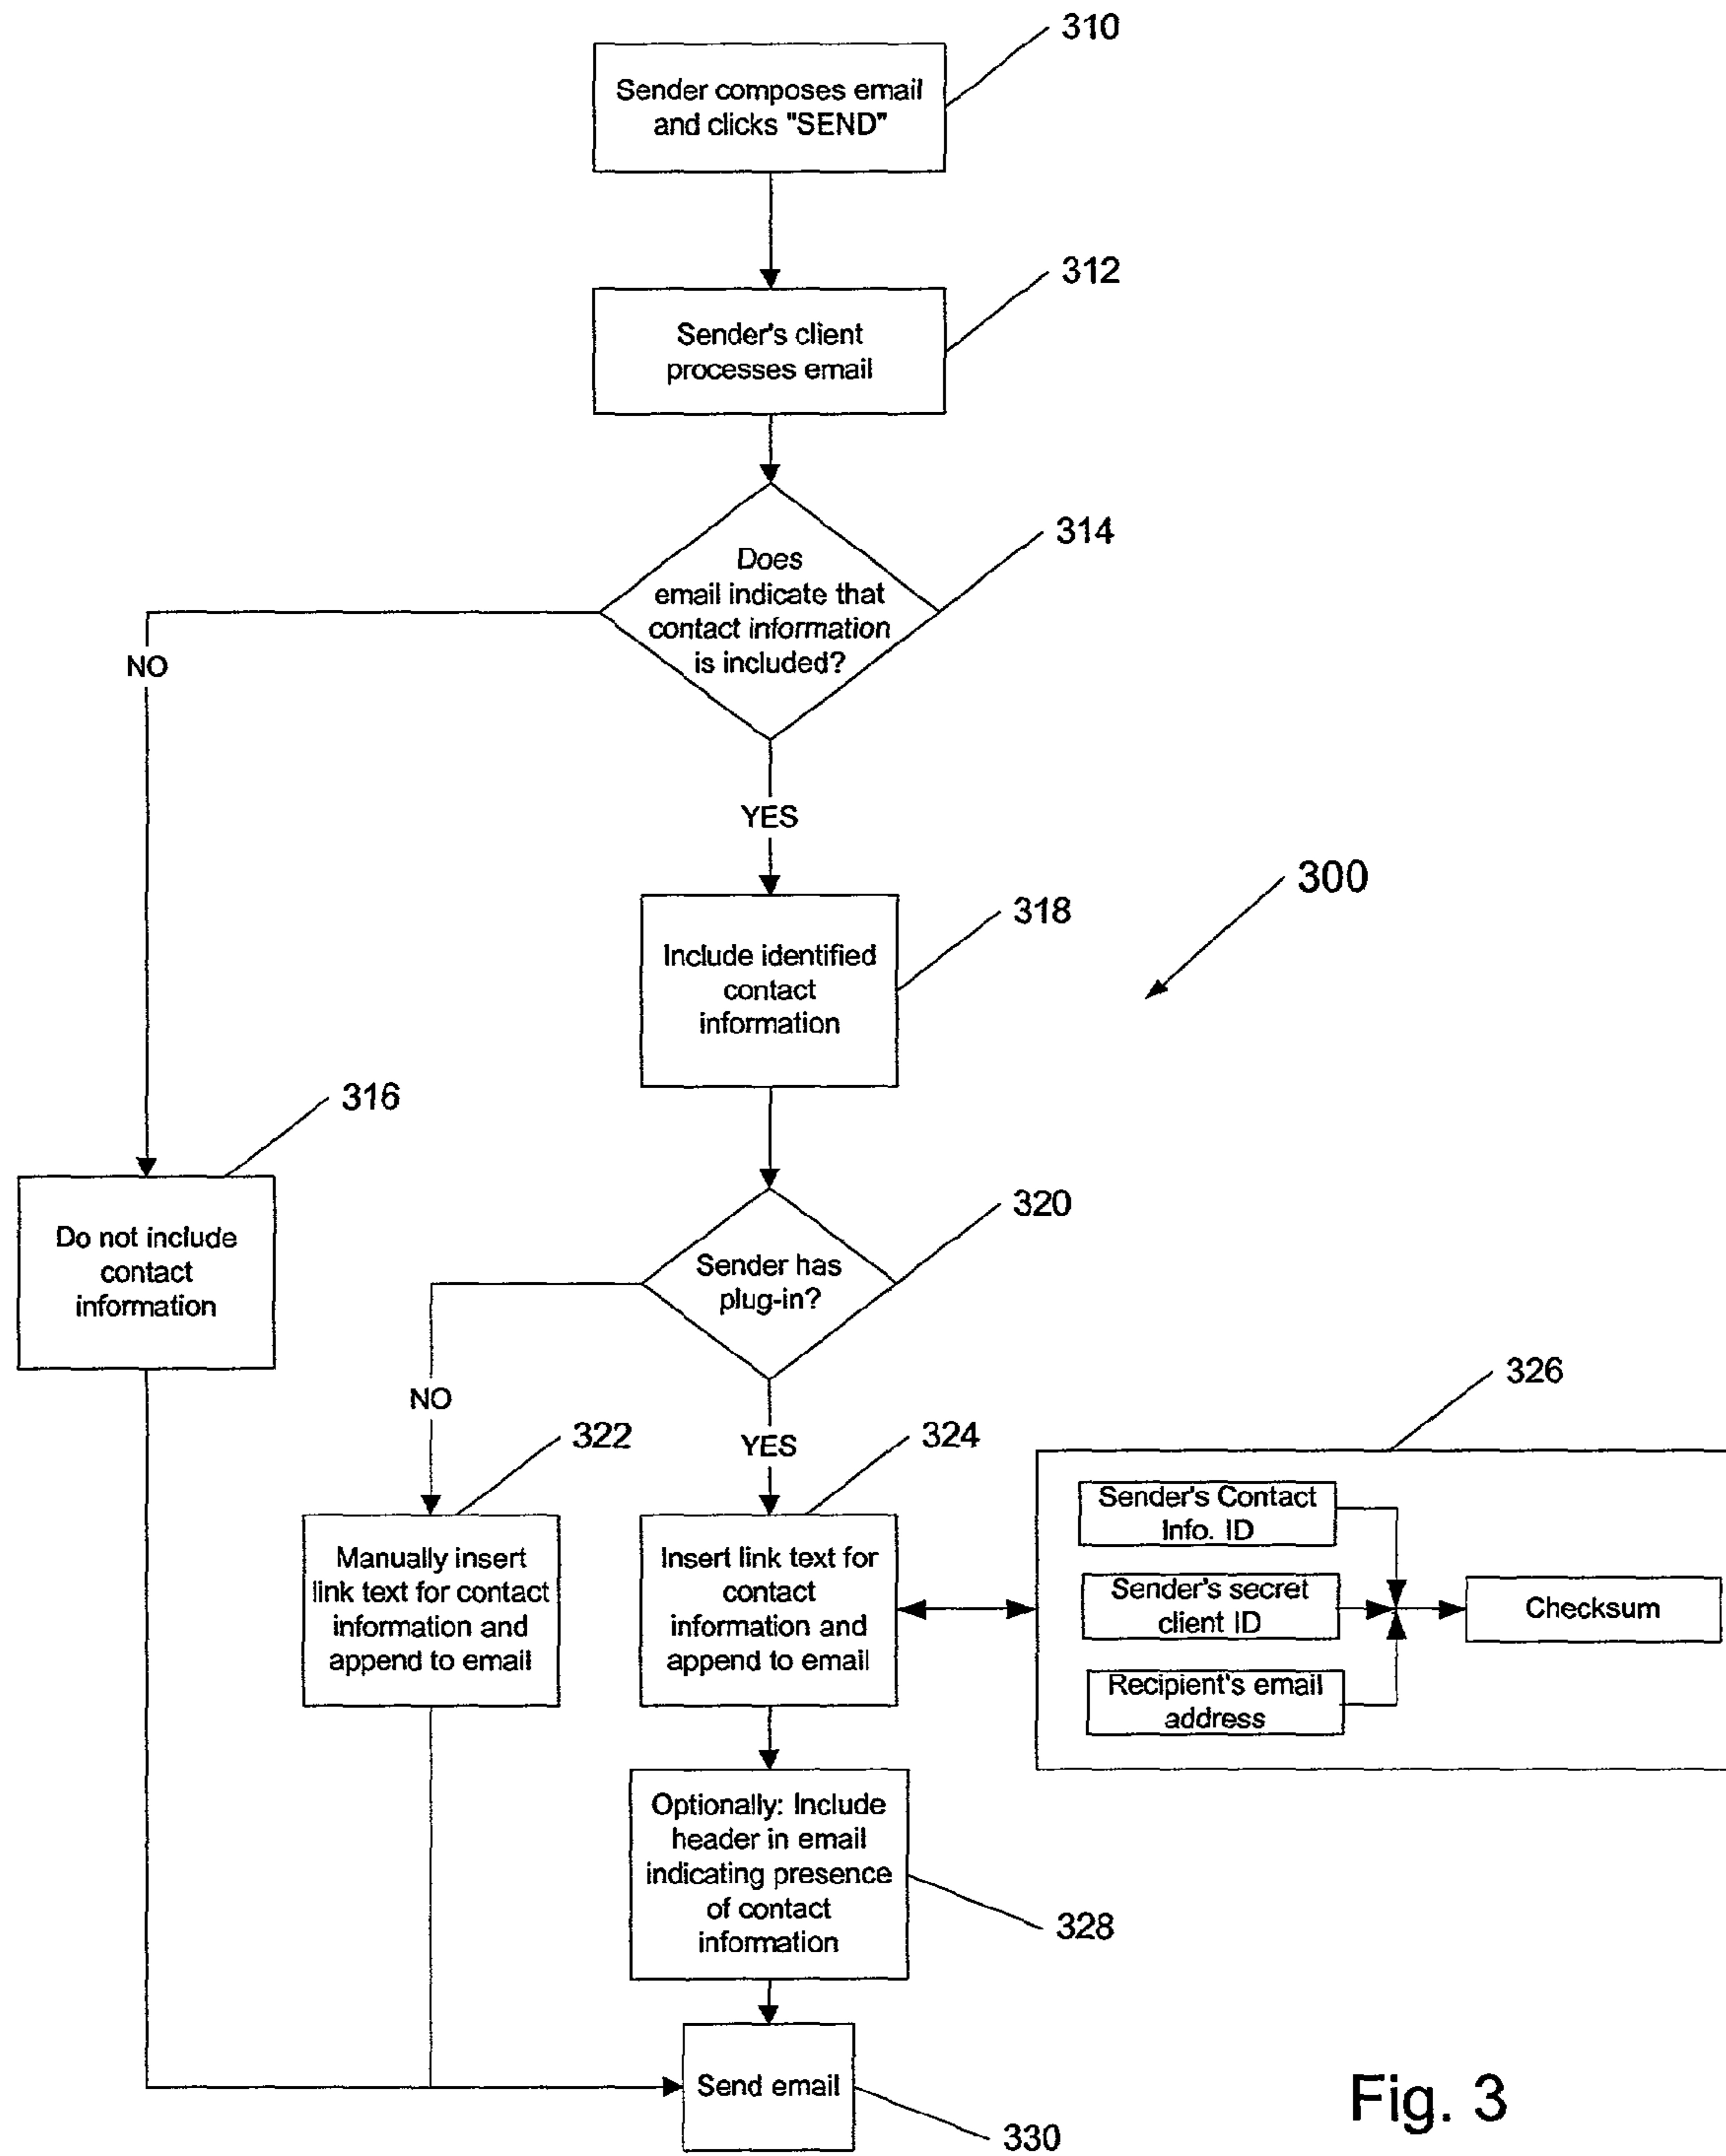 310
Sender composes email
and clicks "SEND"
312
Sender's client
processes email
314
Does
email indicate that
contact information
is included?
NO
YES
300
318
Include identified
contact
information
316
Do not include
contact
information
320
Sender has
plug-in?
NO
YES
322
324
326
Manually insert
link text for contact
information and
append to email
Insert link text for
contact
information and
append to email
Sender's Contact
Info. ID
Sender's secret
client ID
Recipient's email
address
Checksum
Optionally: Include
header in email
indicating presence
of contact
information
328
Send email
330
Fig. 3